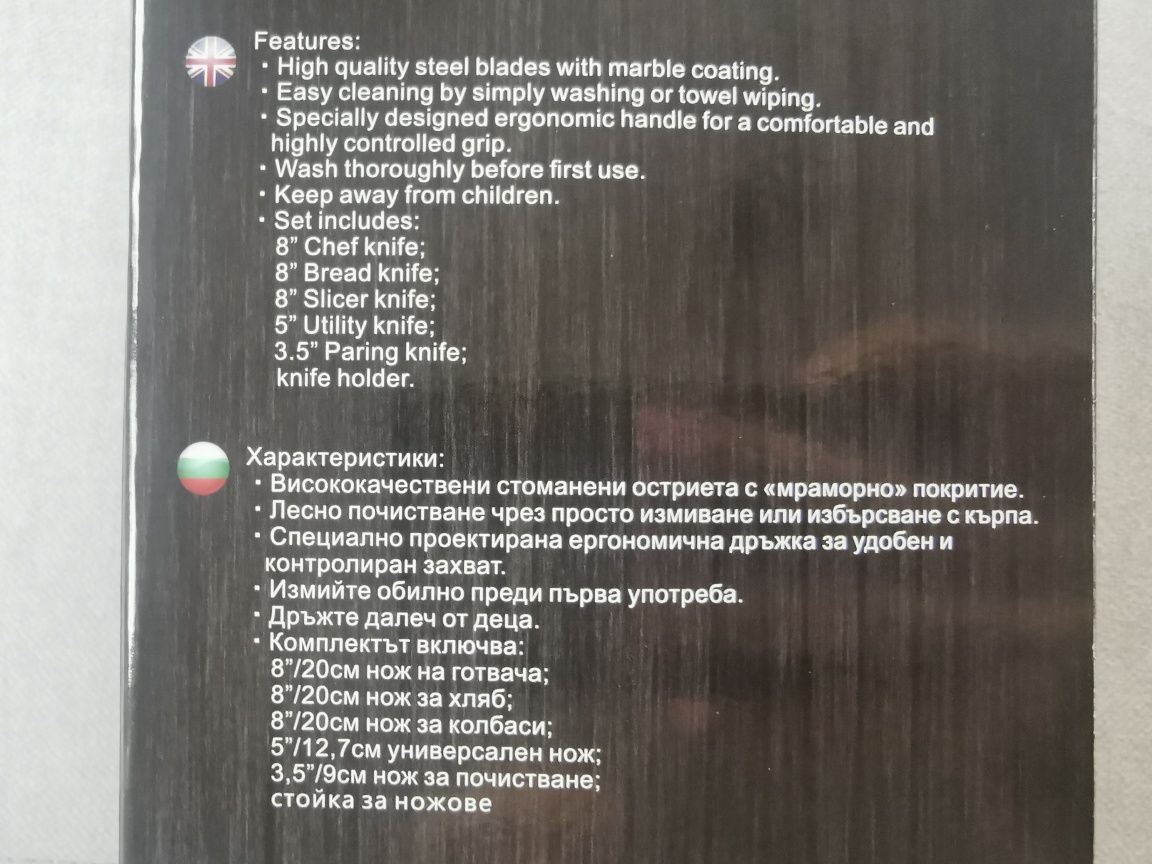 Features:
· High quality steel blades with marble coating.
· Easy cleaning by simply washing or towel wiping.
· Specially designed ergonomic handle for a comfortable and
highly controlled grip.
· Wash thoroughly before first use.
· Keep away from children.
· Set includes:
8” Chef knife;
8” Bread knife;
8” Slicer knife;
5” Utility knife;
3.5” Paring knife;
knife holder.
Характеристики:
· Висококачествени стоманени остриета с «мраморно» покритие.
· Лесно почистване чрез просто измиване или избърсване с кърпа.
· Специално проектирана ергономична дръжка за удобен и
контролиран захват.
· Измийте обилно преди първа употреба.
· Дръжте далеч от деца.
· Комплектът включва:
8”/20см нож на готвача;
8”/20см нож за хляб;
8”/20см нож за колбаси;
5”/12,7см универсален нож;
3,5”/9см нож за почистване;
стойка за ножове